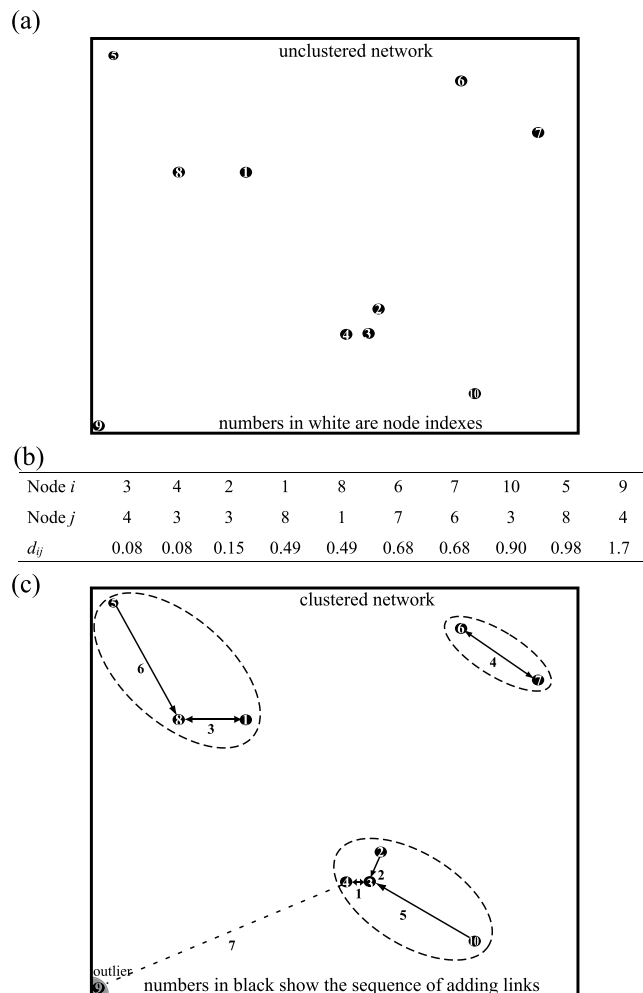 (a)
unclustered network
5
6
7
8 1
2
4 3
10
9
numbers in white are node indexes
(b)
Node i 3 4 2 1 8 6 7 10 5 9
Node j 4 3 3 8 1 7 6 3 8 4
dij 0.08 0.08 0.15 0.49 0.49 0.68 0.68 0.90 0.98 1.7
(c)
clustered network
5
6
4
7
6
8 1
3
2
4 3 2
1
5
10
7
outlier
9
numbers in black show the sequence of adding links